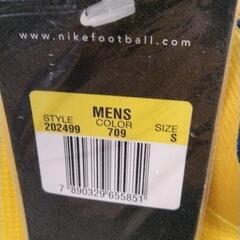 www.nikefootball.com
MENS
STYLE COLOR SIZE
202499 709 S
7 890329 655851